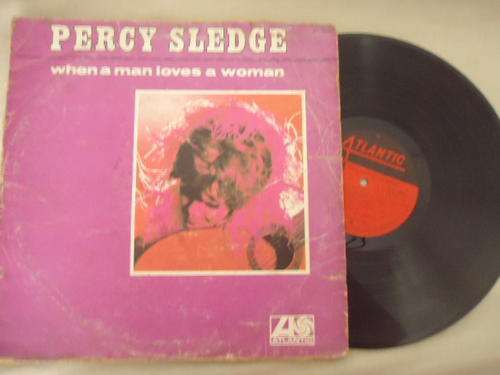 PERCY SLEDGE
when a man loves a woman
ATLANTIC
ATLANTIC